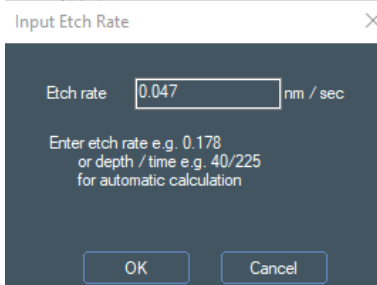 Input Etch Rate
Etch rate 0.047 nm / sec
Enter etch rate e.g. 0.178
or depth / time e.g. 40/225
for automatic calculation
OK Cancel